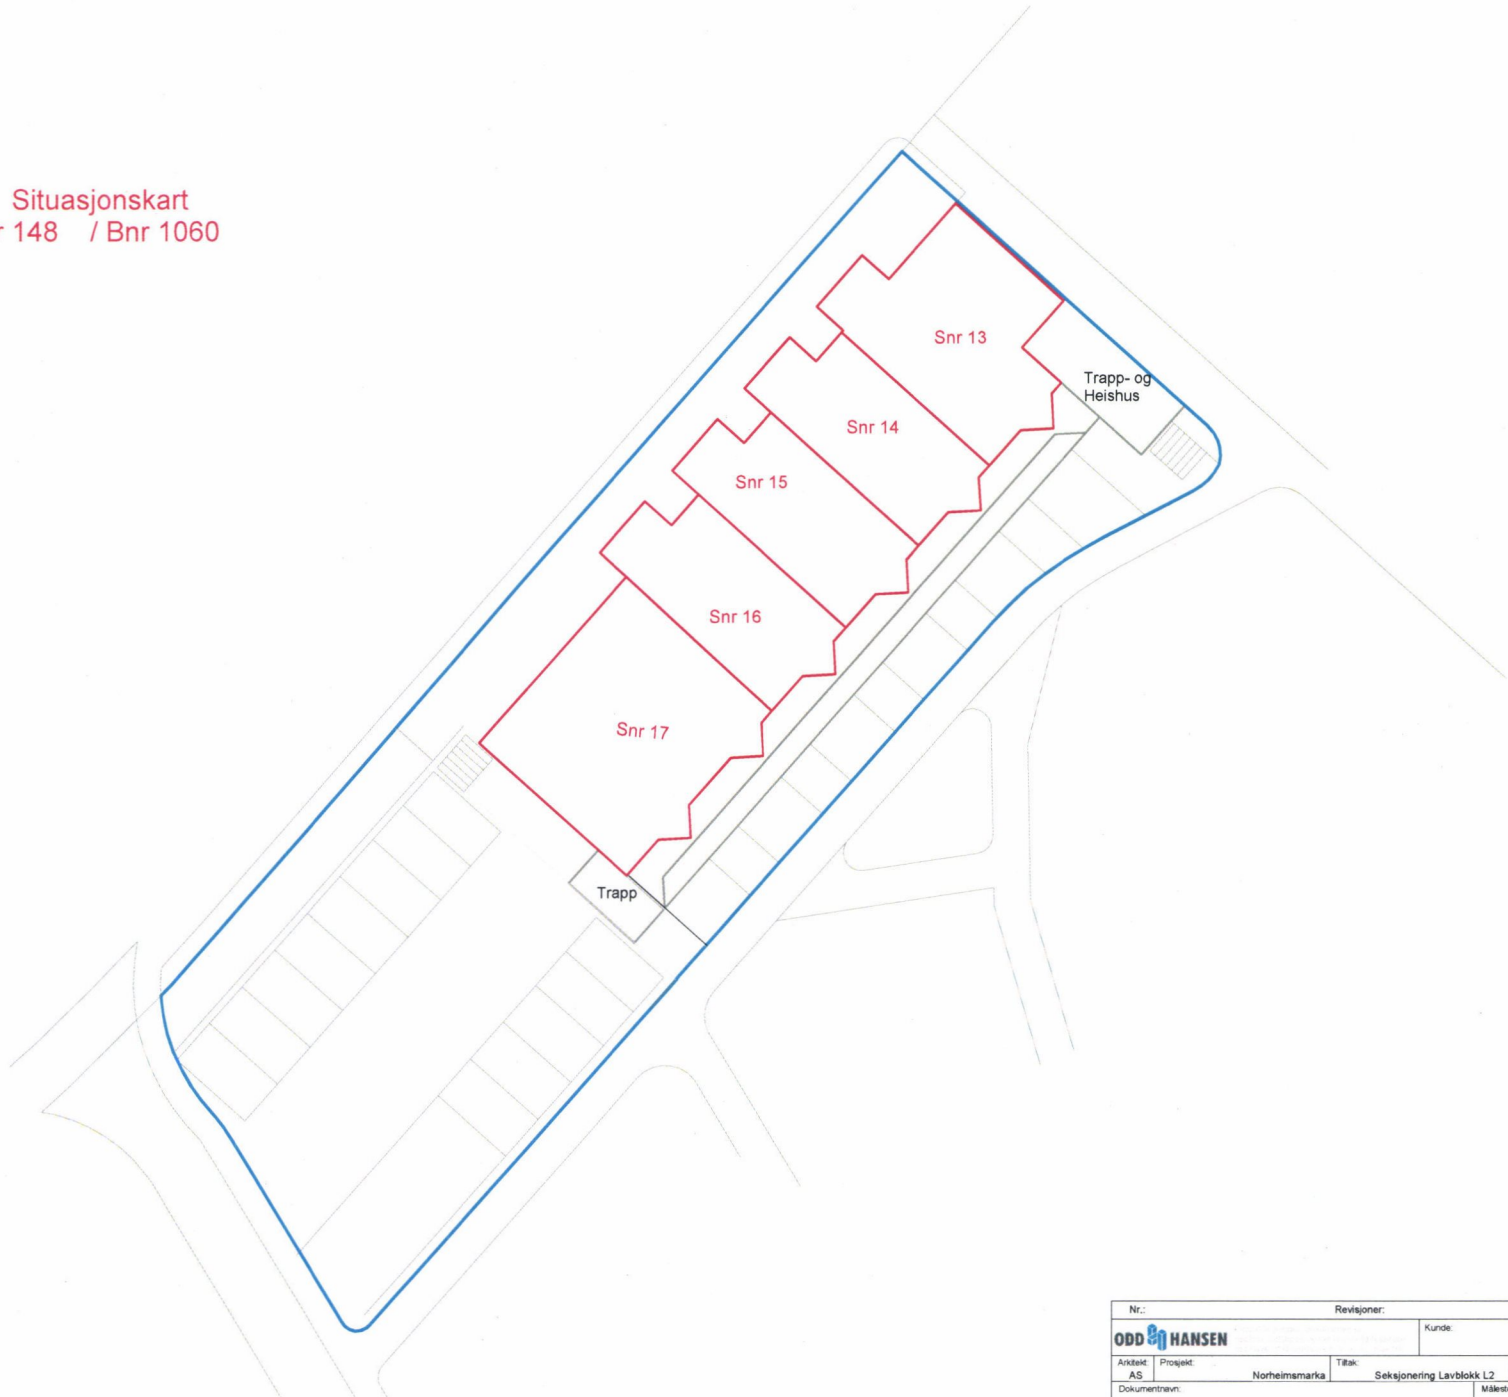 Situasjonskart
r 148 / Bnr 1060
Snr 13
Trapp- og
Heishus
Snr 14
Snr 15
Snr 16
Snr 17
Trapp
Nr.: Revisjoner:
ODD HANSEN Kunde:
Arkitekt: Prosjekt: Tiltak:
AS Norheimsmarka Seksjonering Lavblokk L2
Dokumentnavn: